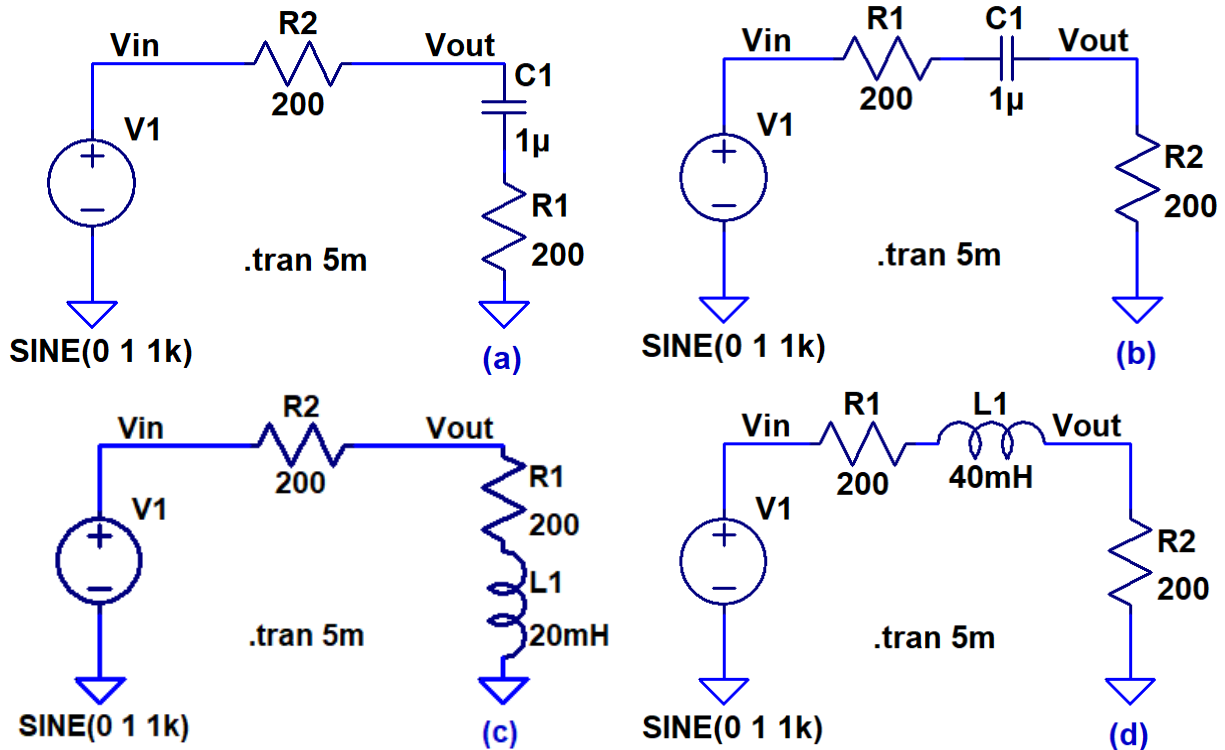 R2
Vin
Vout
C1
200
V1
1µ
R1
200
.tran 5m
SINE(0 1 1k)
(a)
R1
C1
Vin
Vout
200
1µ
V1
R2
200
.tran 5m
SINE(0 1 1k)
(b)
R2
Vin
Vout
200
R1
V1
200
L1
.tran 5m
20mH
SINE(0 1 1k)
(c)
R1
L1
Vin
Vout
200
40mH
V1
R2
200
.tran 5m
SINE(0 1 1k)
(d)